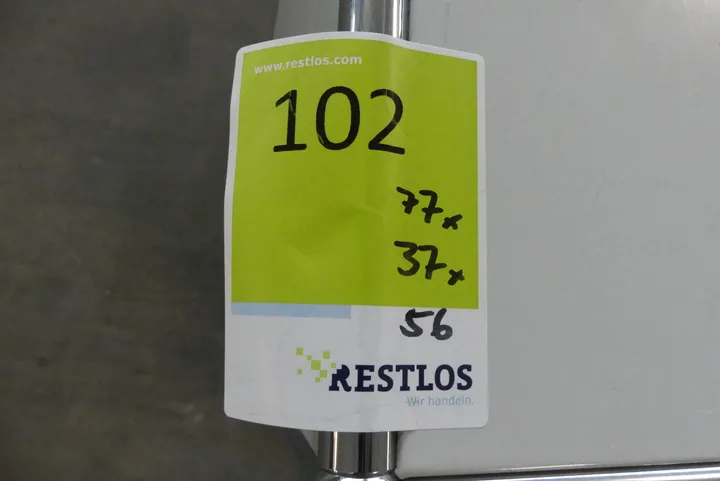 www.restlos.com
102
77x
37x
56
RESTLOS
Wir handeln.